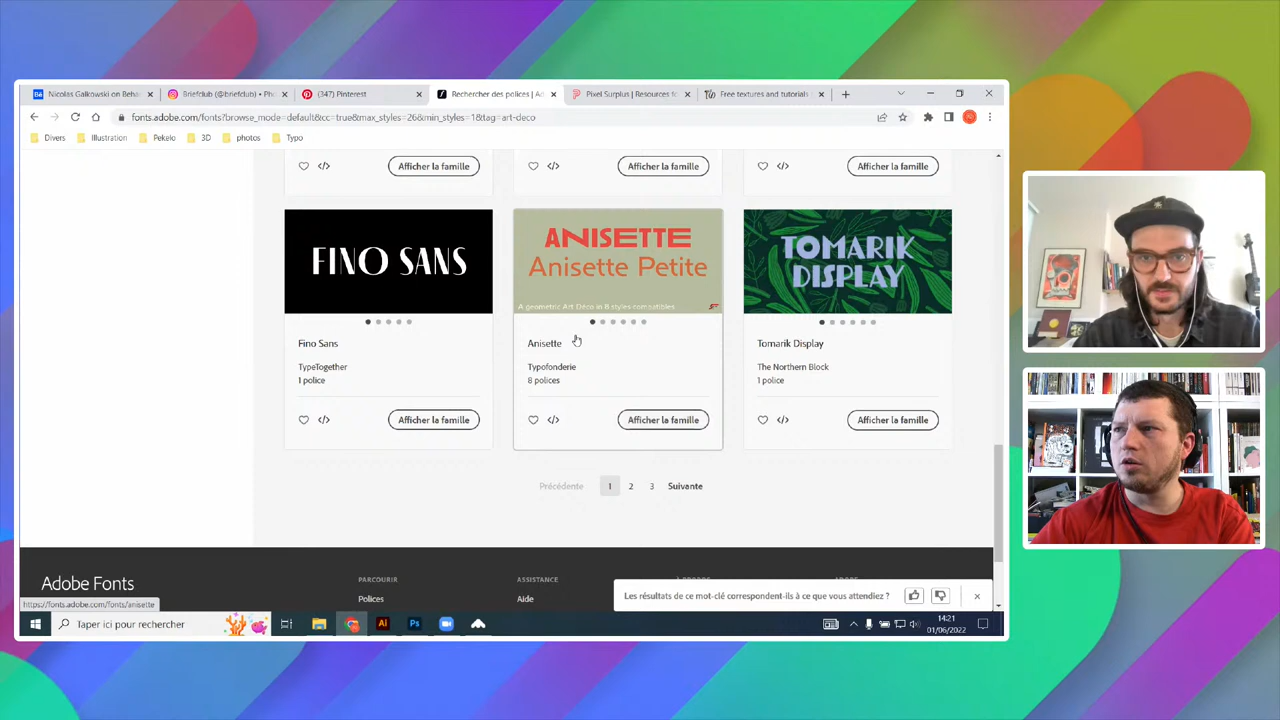 Nicolas Galkowski on Beha
Briefclub (@briefclub) • Pho
(347) Pinterest
Rechercher des polices | Ad
Pixel Surplus | Resources fo
Free textures and tutorials
fonts.adobe.com/fonts?browse_mode=default&cc=true&max_styles=26&min_styles=1&tag=art-deco
Divers
Illustration
Pekelo
3D
photos
Typo
Afficher la famille
Afficher la famille
Afficher la famille
FINO SANS
ANISETTE
Anisette Petite
A geometric Art Déco in 8 styles compatibles
TOMARIK
DISPLAY
Fino Sans
TypeTogether
1 police
Afficher la famille
Anisette
Typofonderie
8 polices
Afficher la famille
Tomarik Display
The Northern Block
1 police
Afficher la famille
Précédente
1
2
3
Suivante
Adobe Fonts
PARCOURIR
Polices
ASSISTANCE
Aide
Les résultats de ce mot-clé correspondent-ils à ce que vous attendiez ?
https://fonts.adobe.com/fonts/anisette
Taper ici pour rechercher
Ai
Ps
14:21
01/06/2022